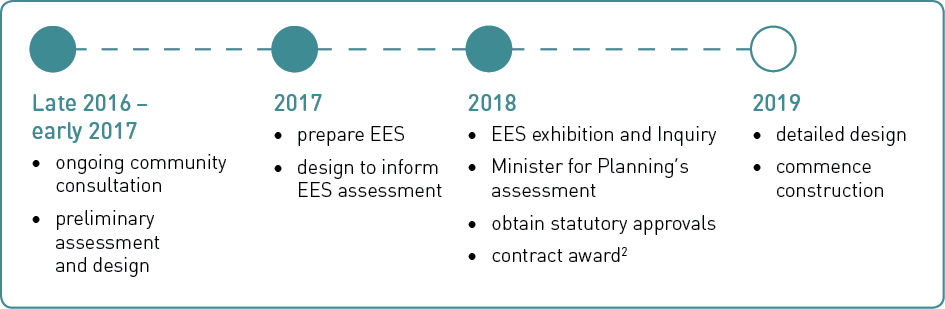 Late 2016 –
early 2017
• ongoing community
consultation
• preliminary
assessment
and design
2017
• prepare EES
• design to inform
EES assessment
2018
• EES exhibition and Inquiry
• Minister for Planning’s
assessment
• obtain statutory approvals
• contract award²
2019
• detailed design
• commence
construction